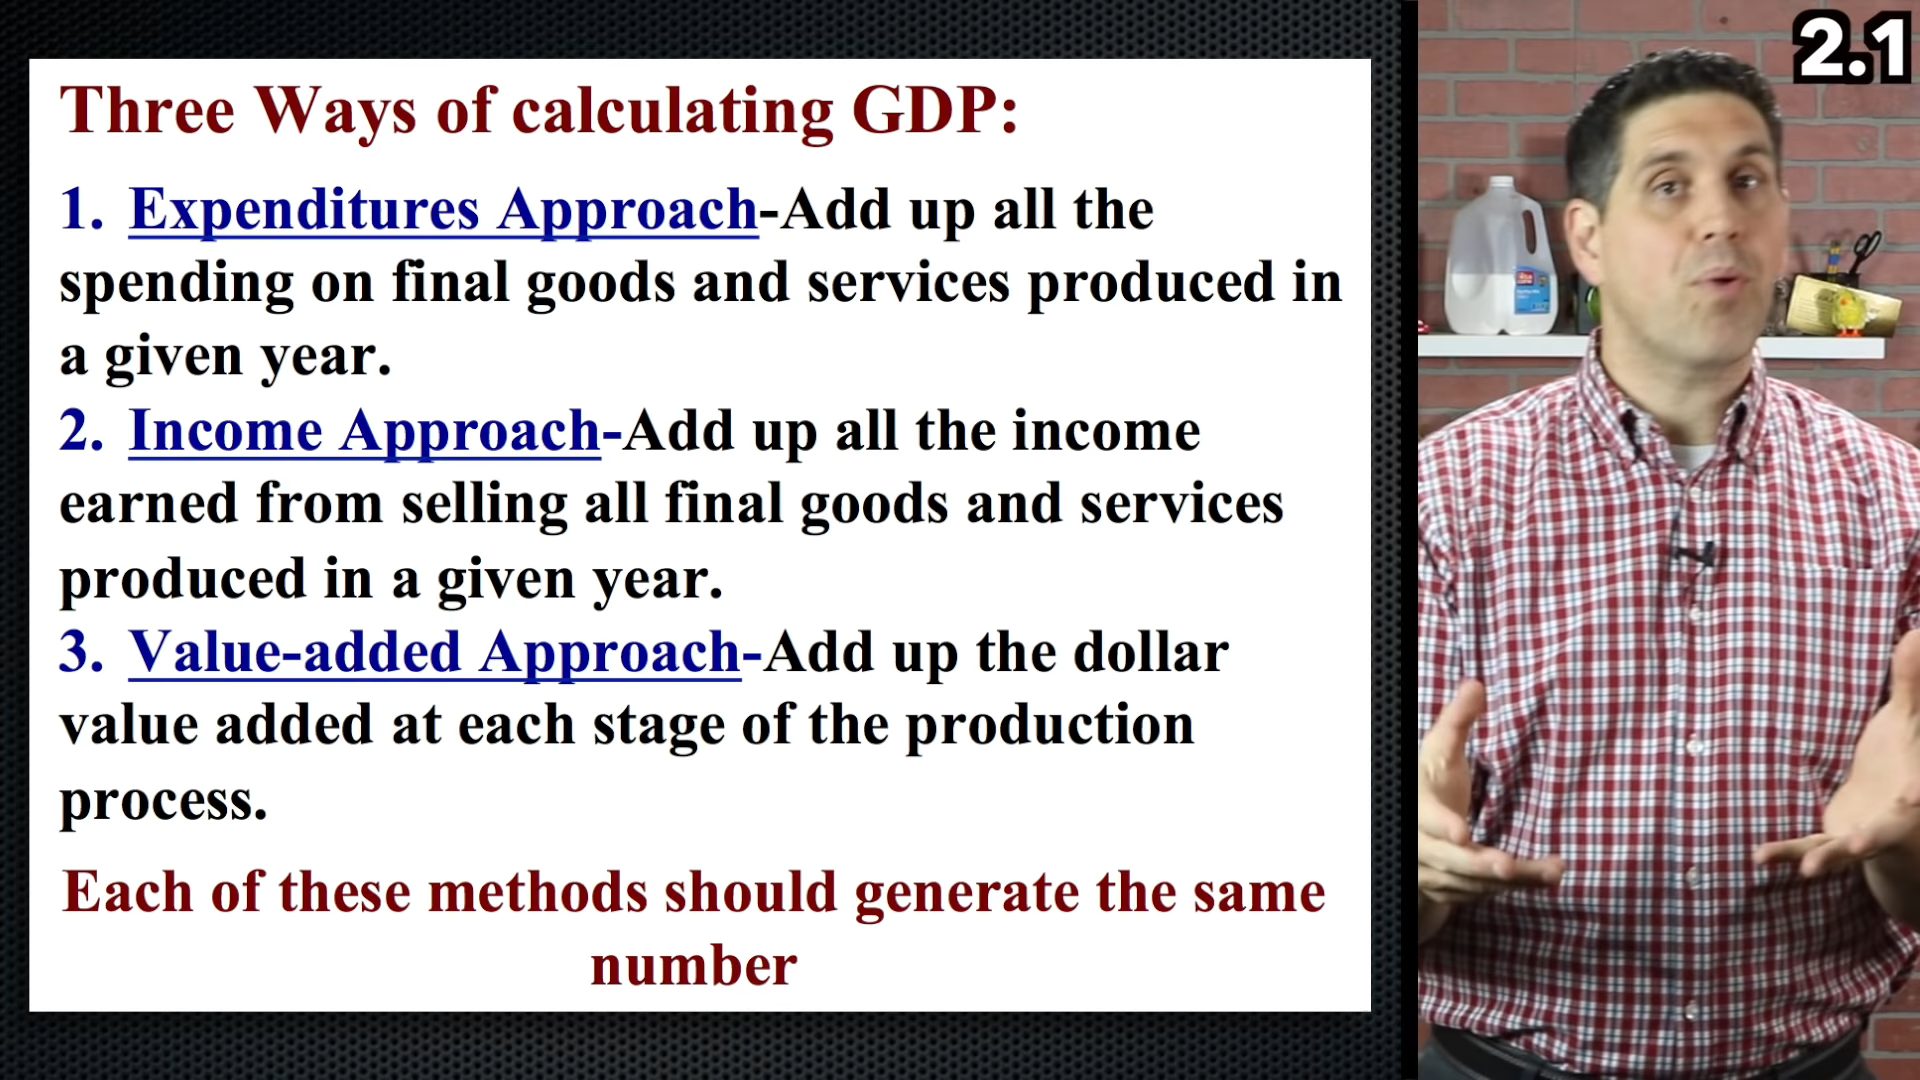 2.1
Three Ways of calculating GDP:
1. Expenditures Approach-Add up all the
spending on final goods and services produced in
a given year.
2. Income Approach-Add up all the income
earned from selling all final goods and services
produced in a given year.
3. Value-added Approach-Add up the dollar
value added at each stage of the production
process.
Each of these methods should generate the same
number